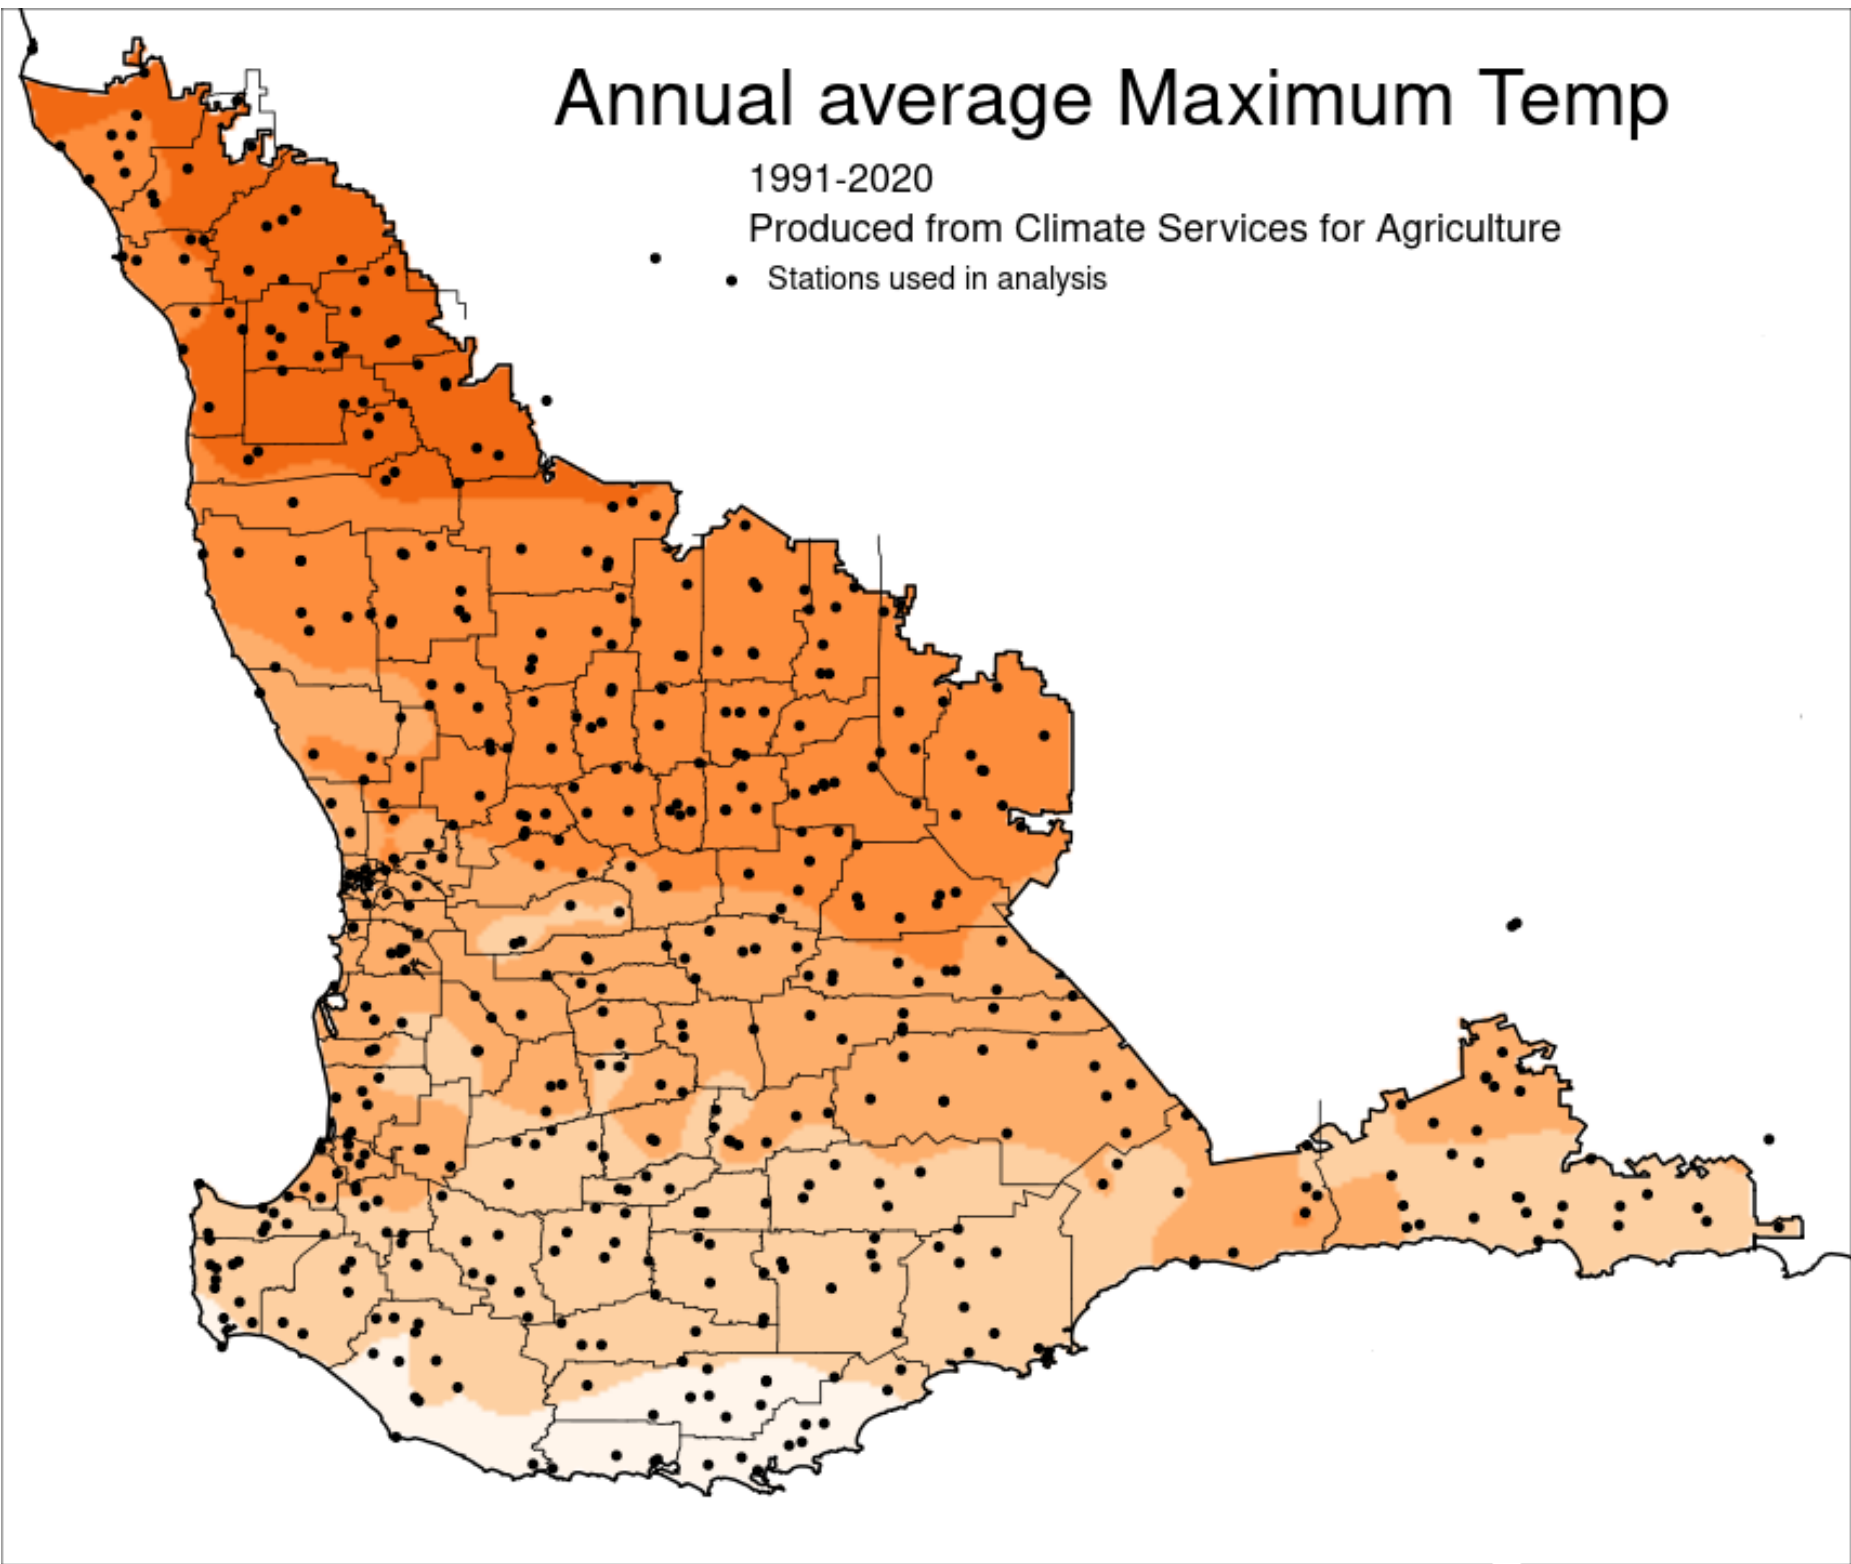 Annual average Maximum Temp
1991-2020
Produced from Climate Services for Agriculture
Stations used in analysis